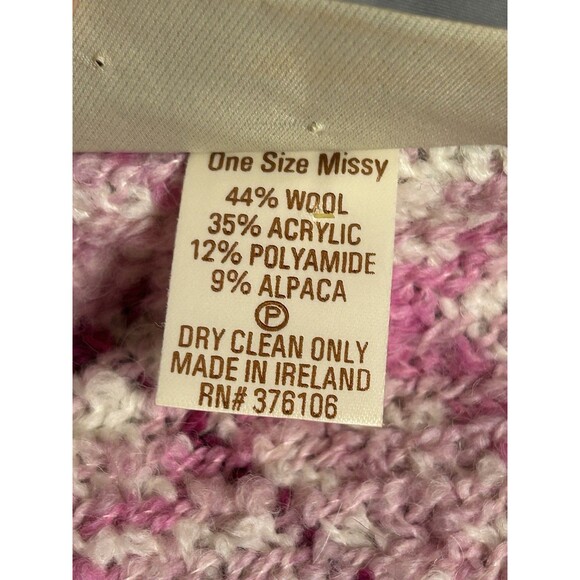 One Size Missy
44% WOOL
35% ACRYLIC
12% POLYAMIDE
9% ALPACA
P
DRY CLEAN ONLY
MADE IN IRELAND
RN# 376106